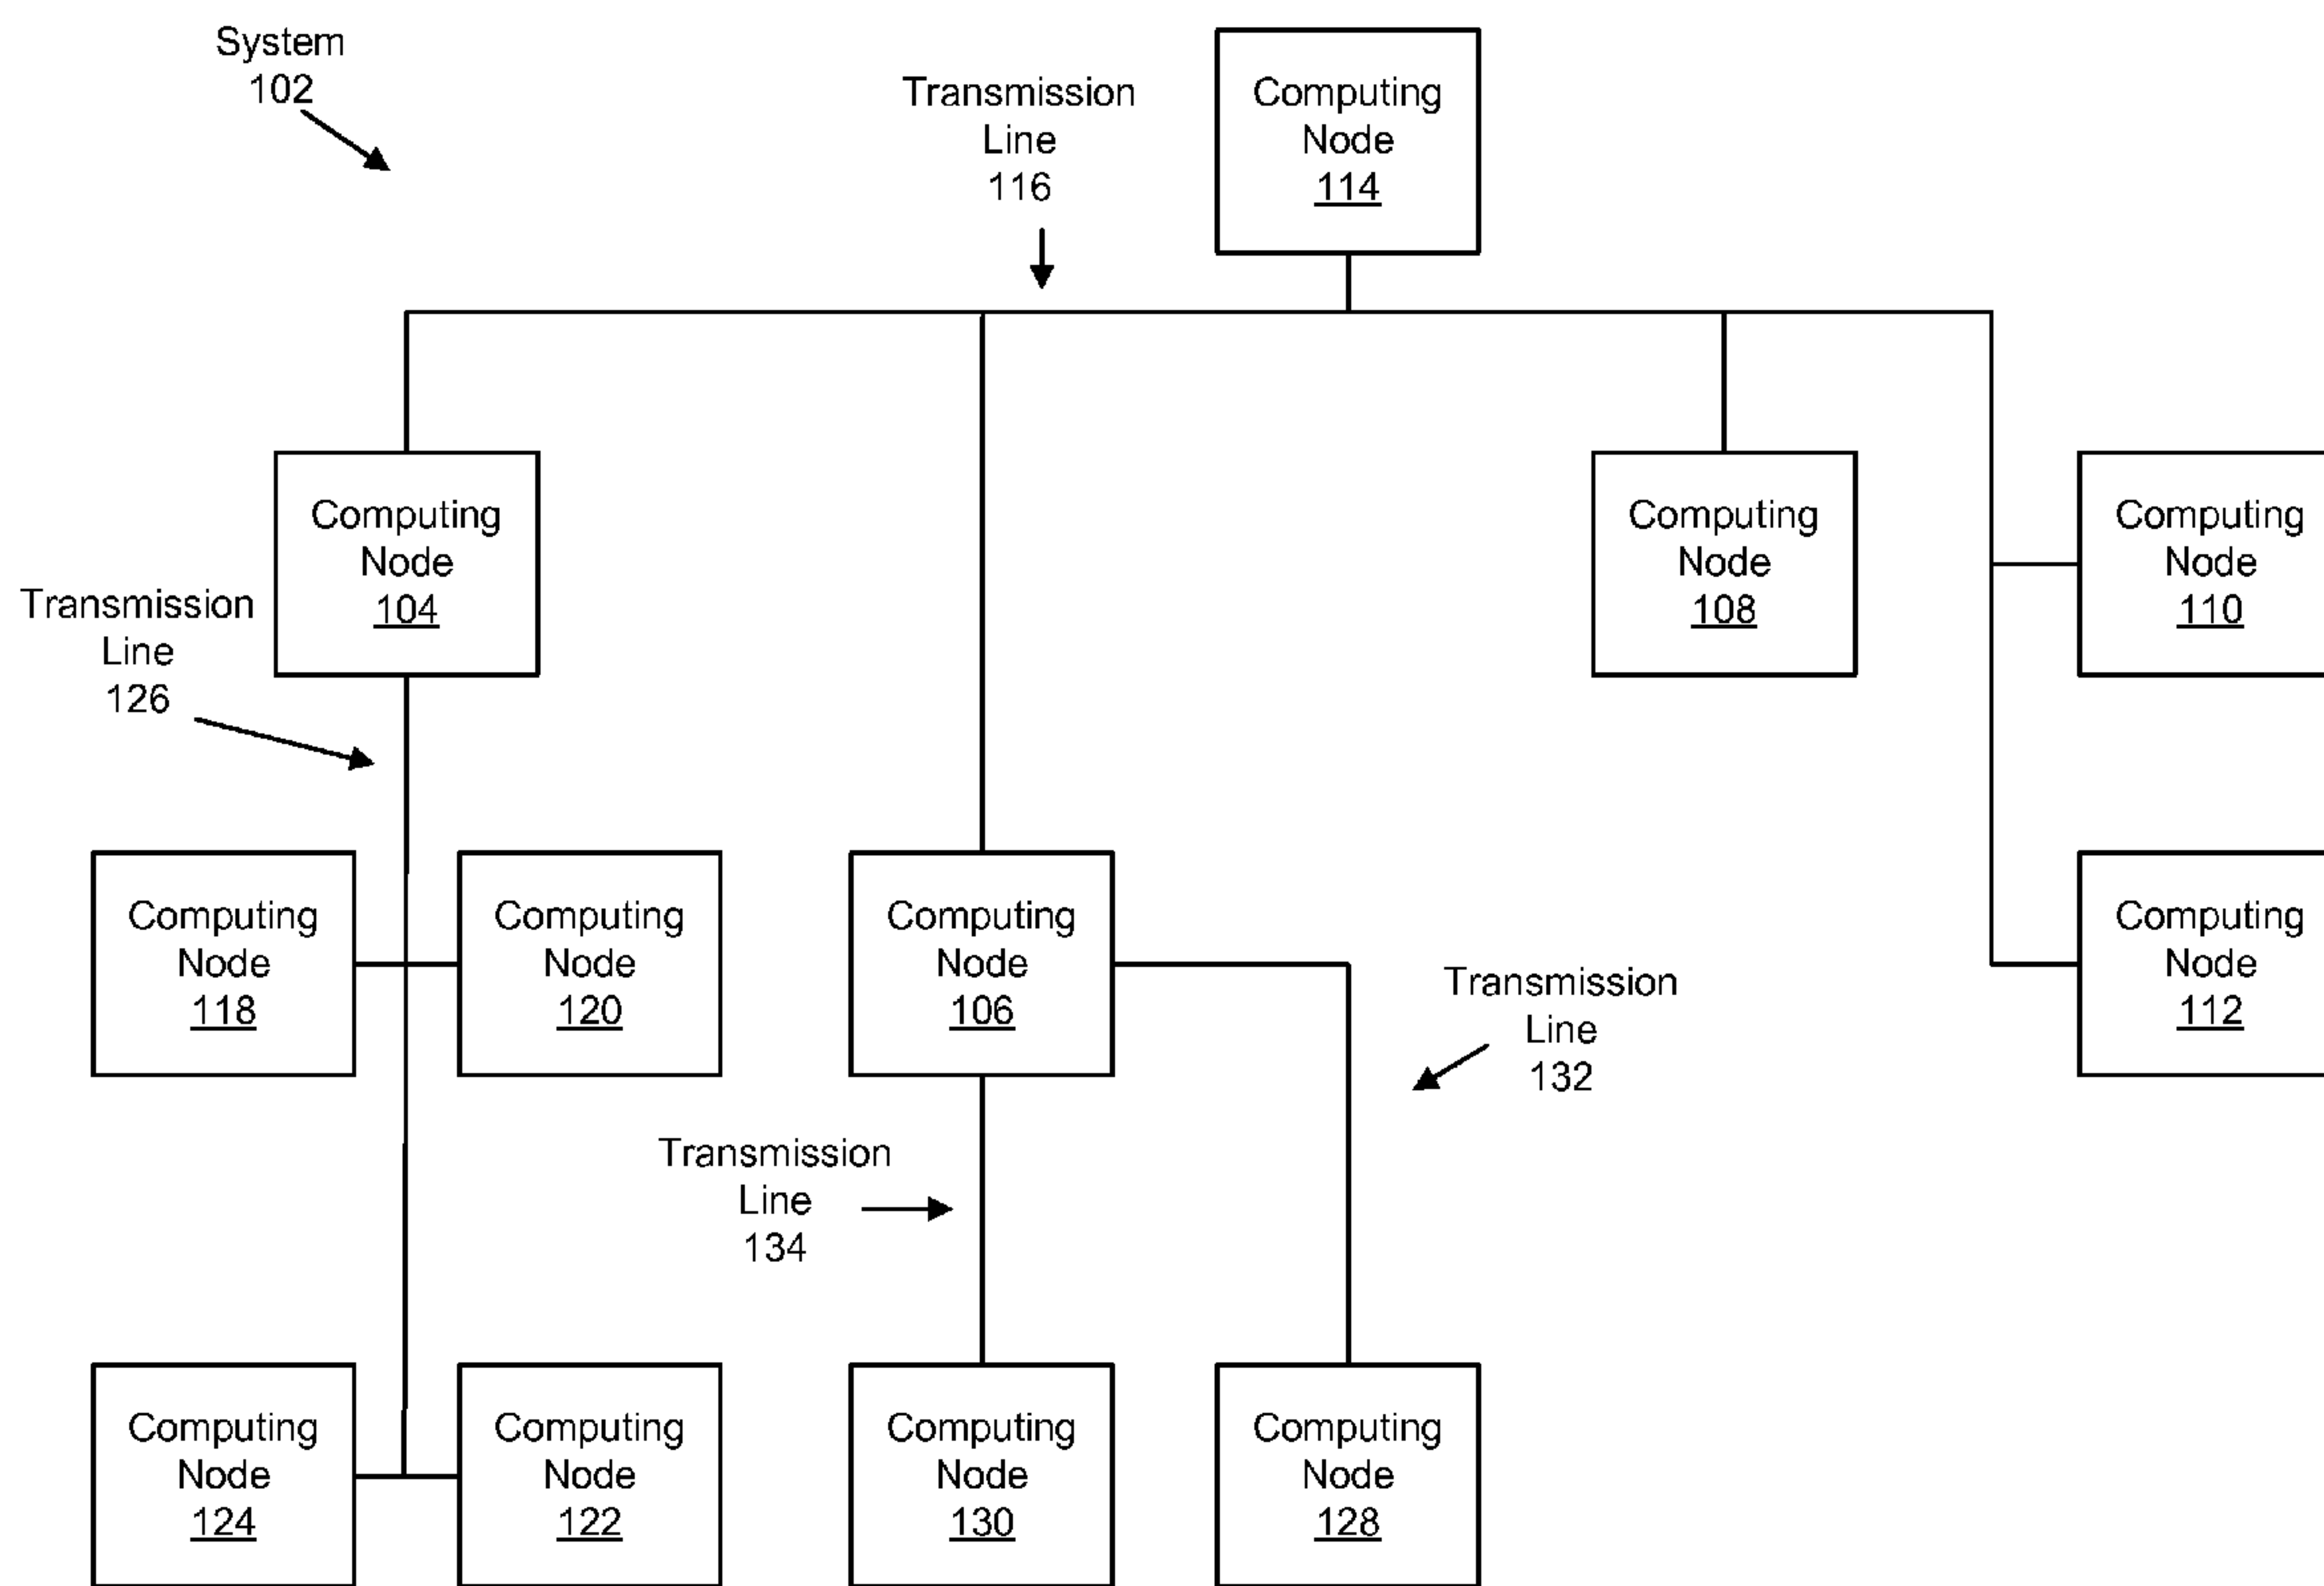 System
102
Transmission
Line
116
Computing
Node
114
Computing
Node
104
Computing
Node
108
Computing
Node
110
Transmission
Line
126
Computing
Node
118
Computing
Node
120
Computing
Node
106
Transmission
Line
132
Computing
Node
112
Transmission
Line
134
Computing
Node
124
Computing
Node
122
Computing
Node
130
Computing
Node
128